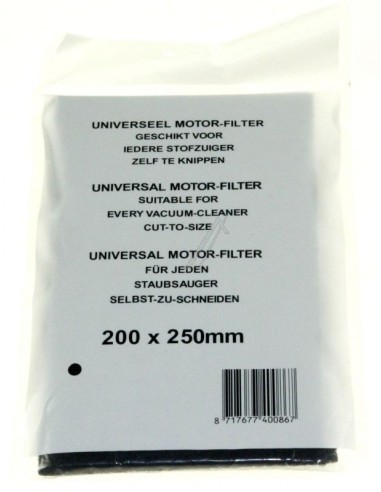 UNIVERSEEL MOTOR-FILTER
GESCHIKT VOOR
IEDERE STOFZUIGER
ZELF TE KNIPPEN
UNIVERSAL MOTOR-FILTER
SUITABLE FOR
EVERY VACUUM-CLEANER
CUT-TO-SIZE
UNIVERSAL MOTOR-FILTER
FÜR JEDEN
STAUBSAUGER
SELBST-ZU-SCHNEIDEN
200 x 250mm
8 717677 400867